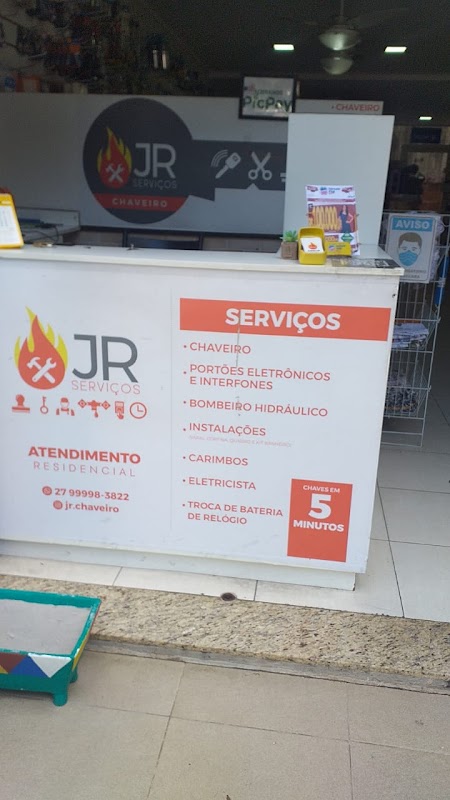 PicPay
• CHAVEIRO
JR
SERVIÇOS
CHAVEIRO
AVISO
JR
SERVIÇOS
ATENDIMENTO
RESIDENCIAL
27 99998-3822
jr.chaveiro
SERVIÇOS
• CHAVEIRO
• PORTÕES ELETRÔNICOS
E INTERFONES
• BOMBEIRO HIDRÁULICO
• INSTALAÇÕES
• CARIMBOS
• ELETRICISTA
• TROCA DE BATERIA
DE RELÓGIO
CHAVES EM
5
MINUTOS